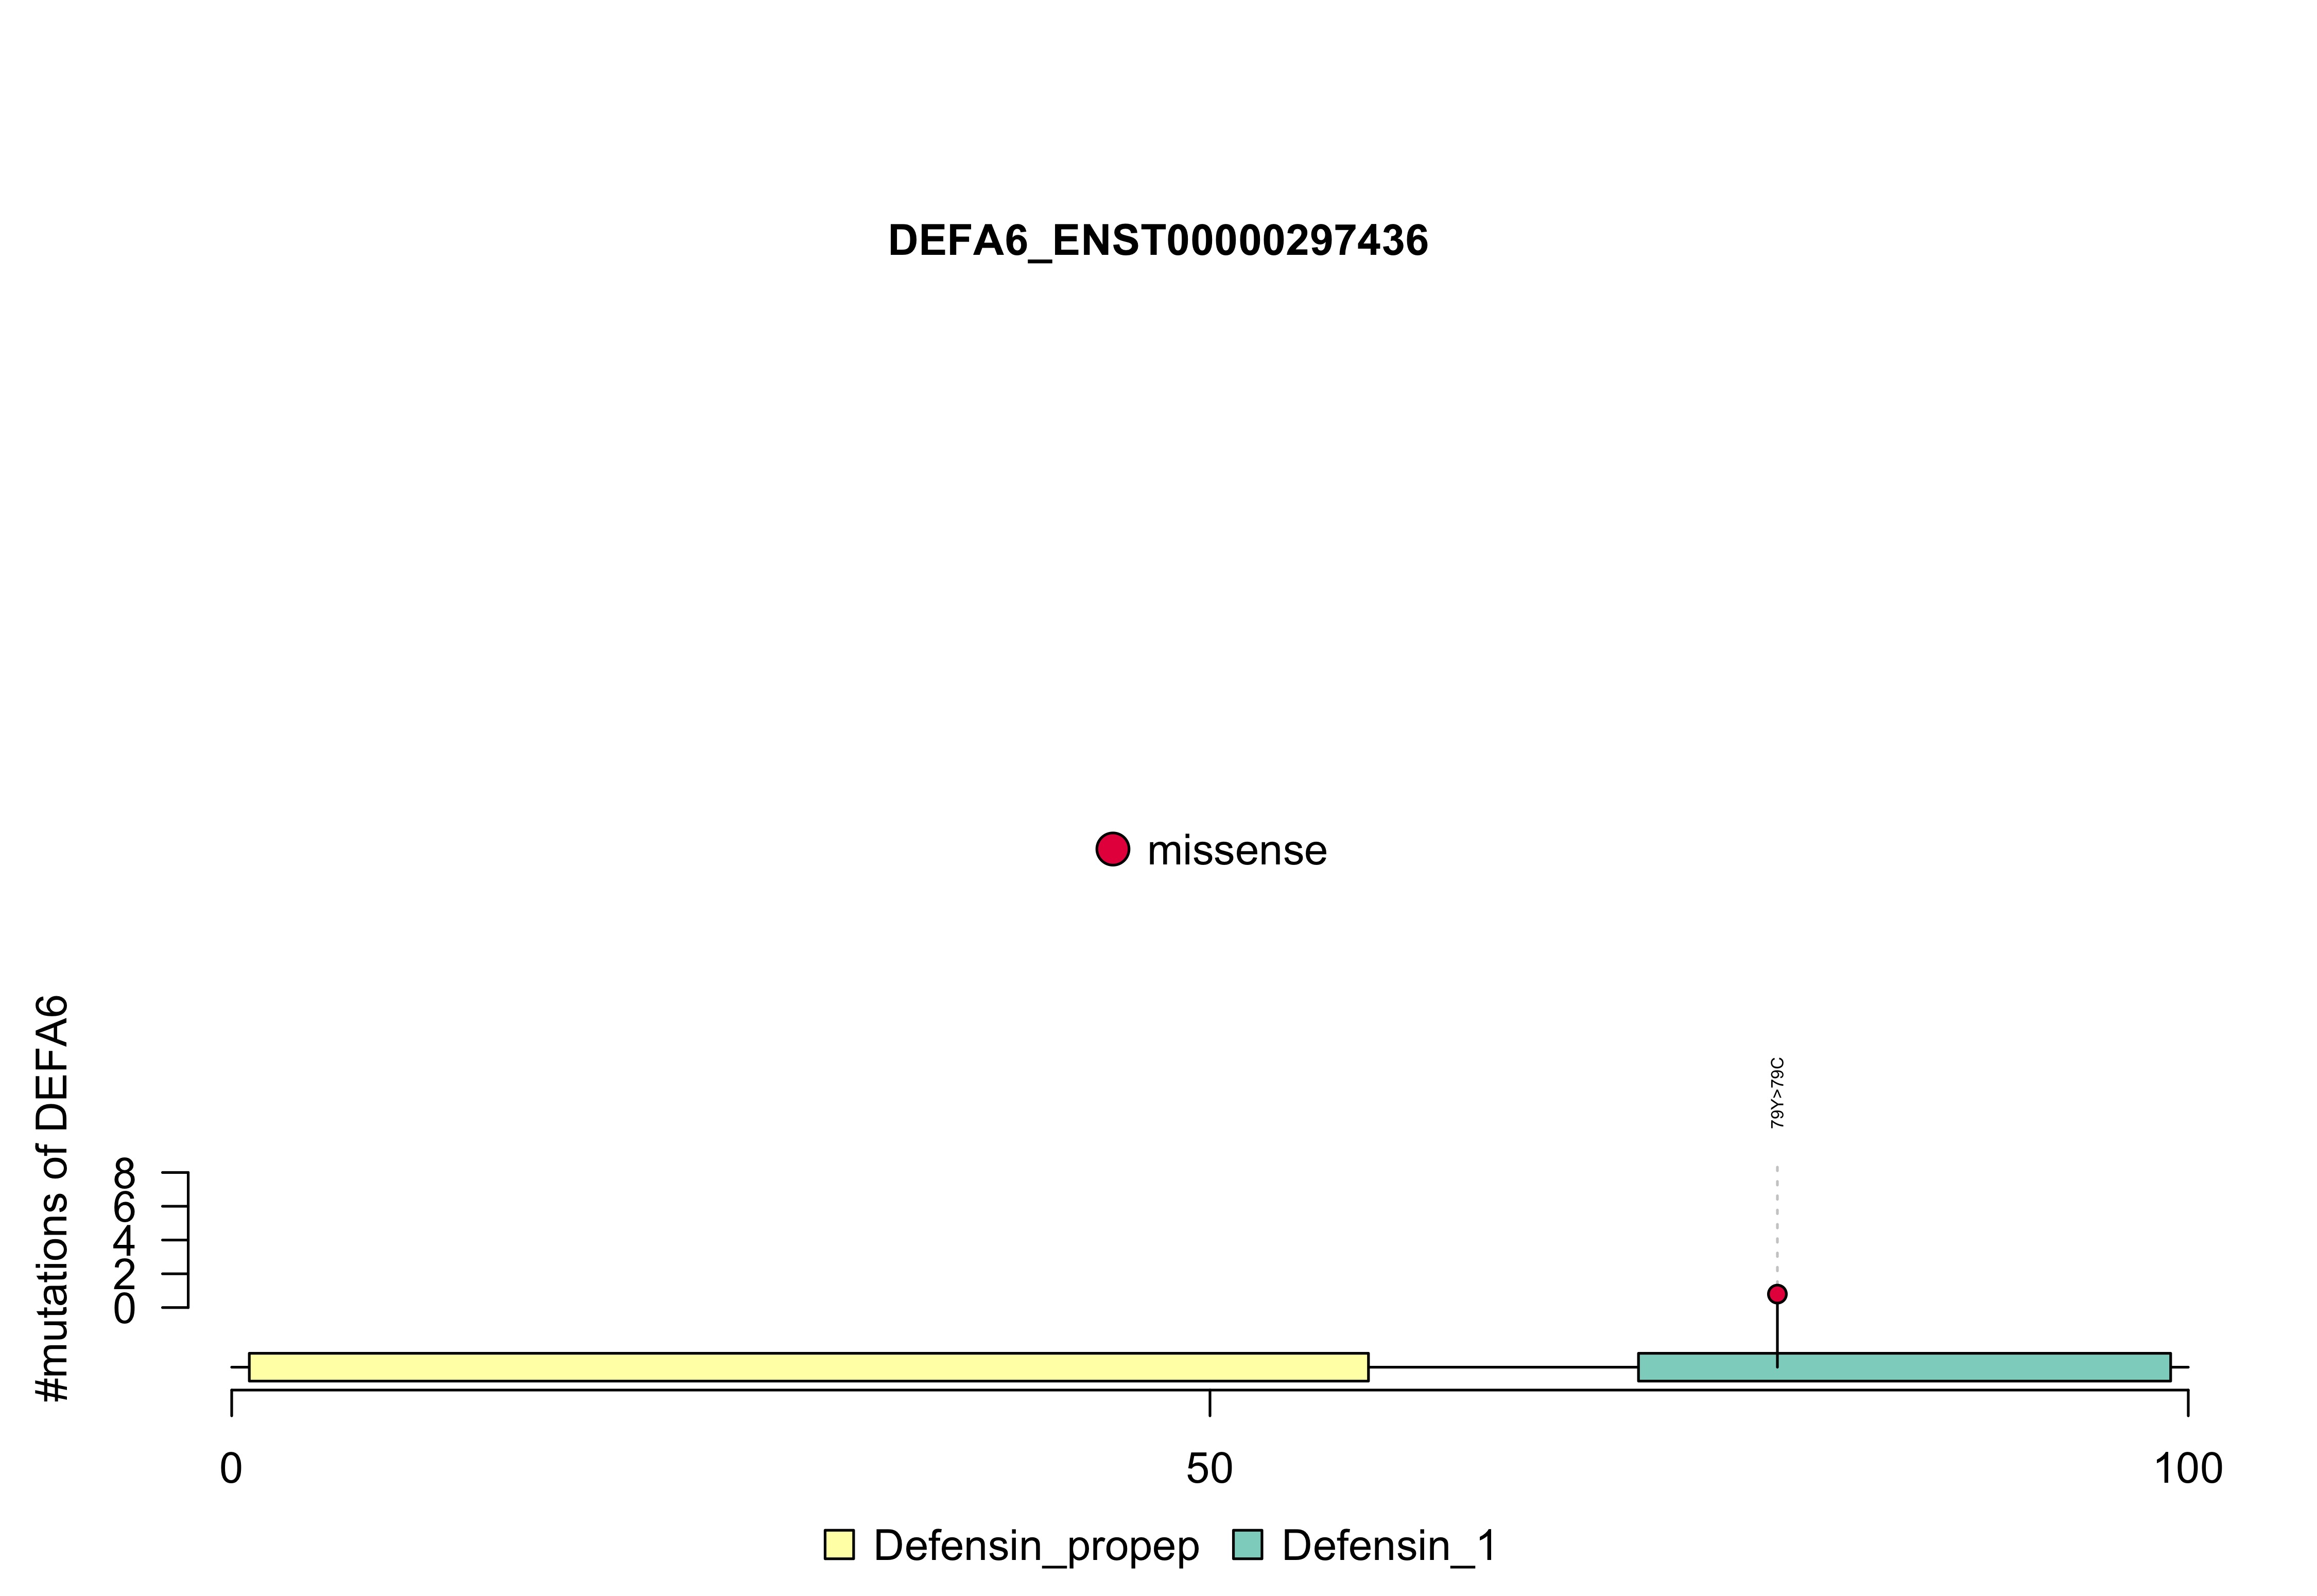 DEFA6_ENST00000297436
missense
#mutations of DEFA6
79Y>79C
8
6
4
2
0
0 50 100
Defensin_propep Defensin_1